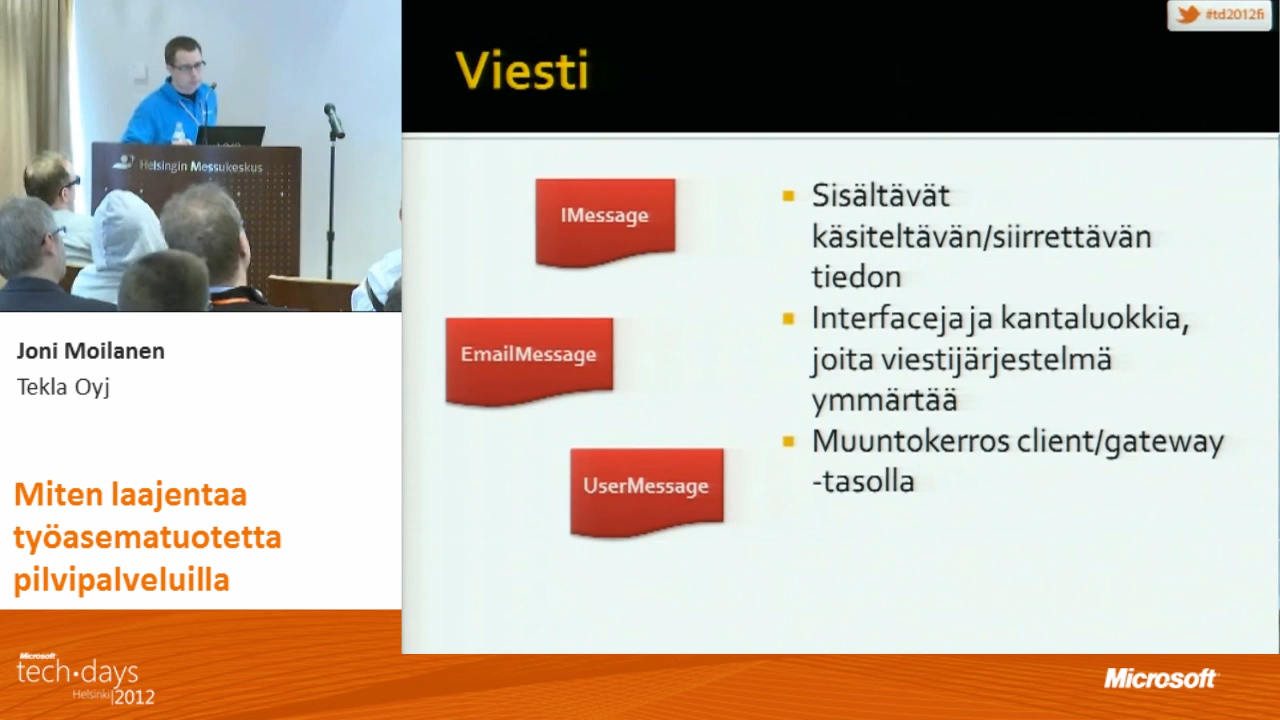 #td2012fi
Viesti
Helsingin Messukeskus
IMessage
EmailMessage
UserMessage
Sisältävät
käsiteltävän/siirrettävän
tiedon
Interfaceja ja kantaluokkia,
joita viestijärjestelmä
ymmärtää
Muuntokerros client/gateway
-tasolla
Joni Moilanen
Tekla Oyj
Miten laajentaa
työasematuotetta
pilvipalveluilla
Microsoft
tech·days
Helsinki|2012
Microsoft